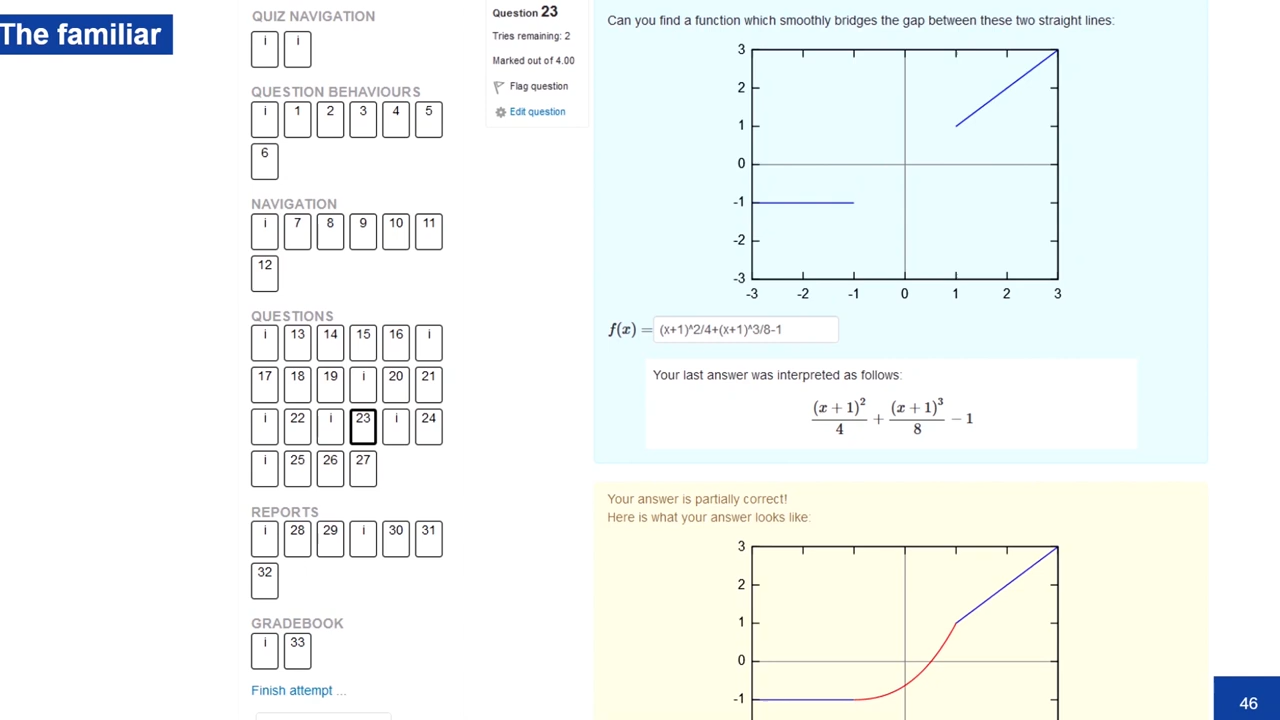 The familiar
QUIZ NAVIGATION
i i
QUESTION BEHAVIOURS
i 1 2 3 4 5
6
NAVIGATION
i 7 8 9 10 11
12
QUESTIONS
i 13 14 15 16 i
17 18 19 i 20 21
i 22 i 23 i 24
i 25 26 27
REPORTS
i 28 29 i 30 31
32
GRADEBOOK
i 33
Finish attempt ...
Question 23
Tries remaining: 2
Marked out of 4.00
Flag question
Edit question
Can you find a function which smoothly bridges the gap between these two straight lines:
3
2
1
0
-1
-2
-3
-3 -2 -1 0 1 2 3
f(x) = (x+1)^2/4+(x+1)^3/8-1
Your last answer was interpreted as follows:
(x + 1)² / 4 + (x + 1)³ / 8 − 1
Your answer is partially correct!
Here is what your answer looks like:
3
2
1
0
-1
46